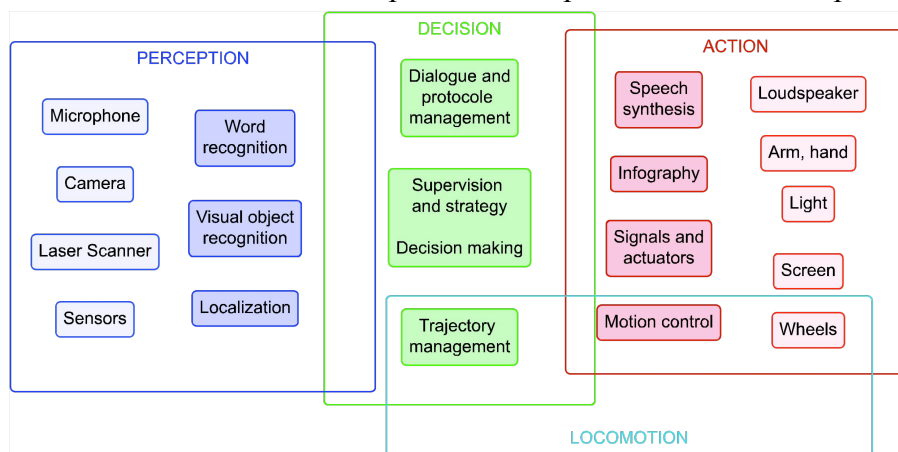 DECISION
PERCEPTION
ACTION
Microphone
Camera
Laser Scanner
Sensors
Word
recognition
Visual object
recognition
Localization
Dialogue and
protocole
management
Supervision
and strategy
Decision making
Trajectory
management
Speech
synthesis
Infography
Signals and
actuators
Motion control
Loudspeaker
Arm, hand
Light
Screen
Wheels
LOCOMOTION